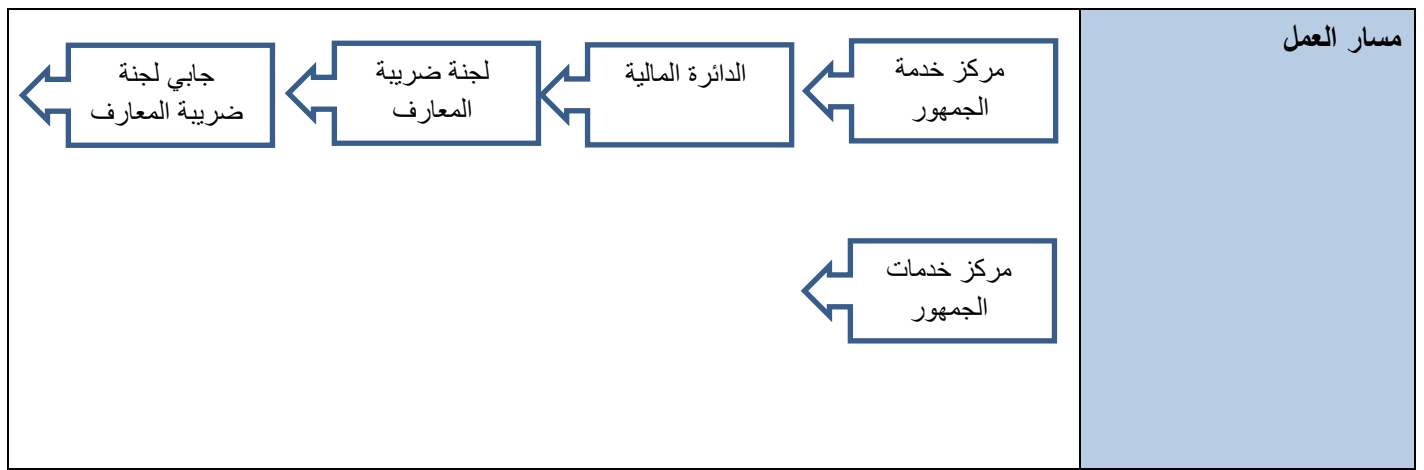 مسار العمل
مركز خدمة
الجمهور
الدائرة المالية
لجنة ضريبة
المعارف
جابي لجنة
ضريبة المعارف
مركز خدمات
الجمهور